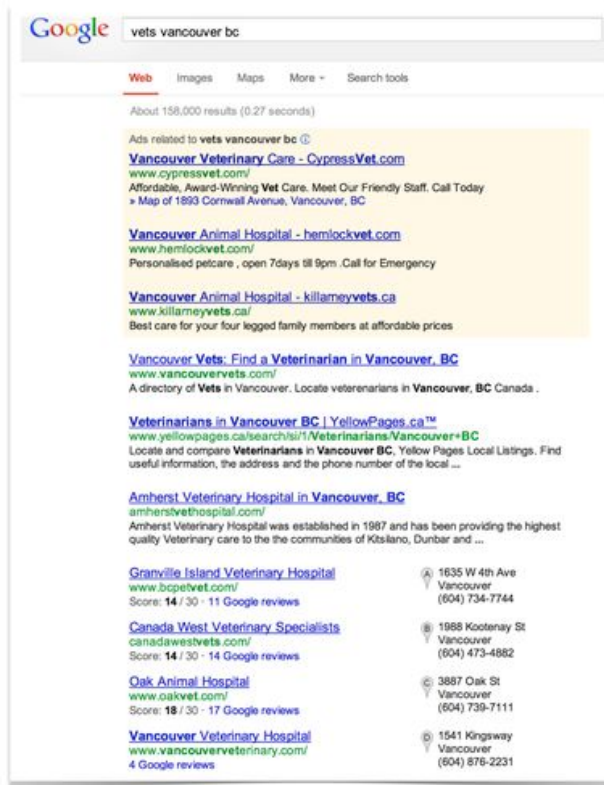 Google vets vancouver bc
Web Images Maps More Search tools
About 158,000 results (0.27 seconds)
Ads related to vets vancouver bc
Vancouver Veterinary Care - CypressVet.com
www.cypressvet.com/
Affordable, Award-Winning Vet Care. Meet Our Friendly Staff. Call Today
» Map of 1893 Cornwall Avenue, Vancouver, BC
Vancouver Animal Hospital - hemlockvet.com
www.hemlockvet.com/
Personalised petcare , open 7days till 9pm .Call for Emergency
Vancouver Animal Hospital - killarneyvets.ca
www.killarneyvets.ca/
Best care for your four legged family members at affordable prices
Vancouver Vets: Find a Veterinarian in Vancouver, BC
www.vancouvervets.com/
A directory of Vets in Vancouver. Locate veterenarians in Vancouver, BC Canada .
Veterinarians in Vancouver BC | YellowPages.ca™
www.yellowpages.ca/search/si/1/Veterinarians/Vancouver+BC
Locate and compare Veterinarians in Vancouver BC, Yellow Pages Local Listings. Find
useful information, the address and the phone number of the local ...
Amherst Veterinary Hospital in Vancouver, BC
amherstvethospital.com/
Amherst Veterinary Hospital was established in 1987 and has been providing the highest
quality Veterinary care to the the communities of Kitsilano, Dunbar and ...
Granville Island Veterinary Hospital A 1635 W 4th Ave
www.bcpetvet.com/ Vancouver
Score: 14 / 30 · 11 Google reviews (604) 734-7744
Canada West Veterinary Specialists B 1988 Kootenay St
canadawestvets.com/ Vancouver
Score: 14 / 30 · 14 Google reviews (604) 473-4882
Oak Animal Hospital C 3887 Oak St
www.oakvet.com/ Vancouver
Score: 18 / 30 · 17 Google reviews (604) 739-7111
Vancouver Veterinary Hospital D 1541 Kingsway
www.vancouverveterinary.com/ Vancouver
4 Google reviews (604) 876-2231